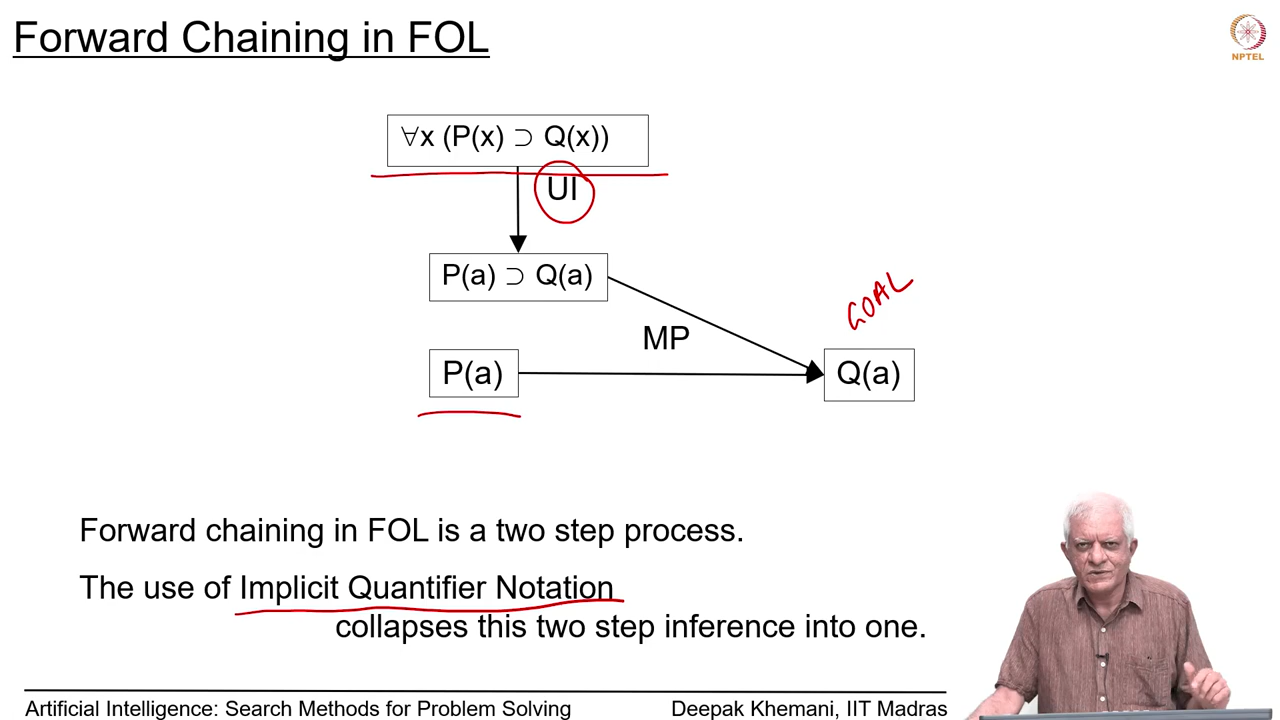 Forward Chaining in FOL
NPTEL
∀x (P(x) ⊃ Q(x))
UI
P(a) ⊃ Q(a)
GOAL
MP
P(a)
Q(a)
Forward chaining in FOL is a two step process.
The use of Implicit Quantifier Notation
collapses this two step inference into one.
Artificial Intelligence: Search Methods for Problem Solving
Deepak Khemani, IIT Madras